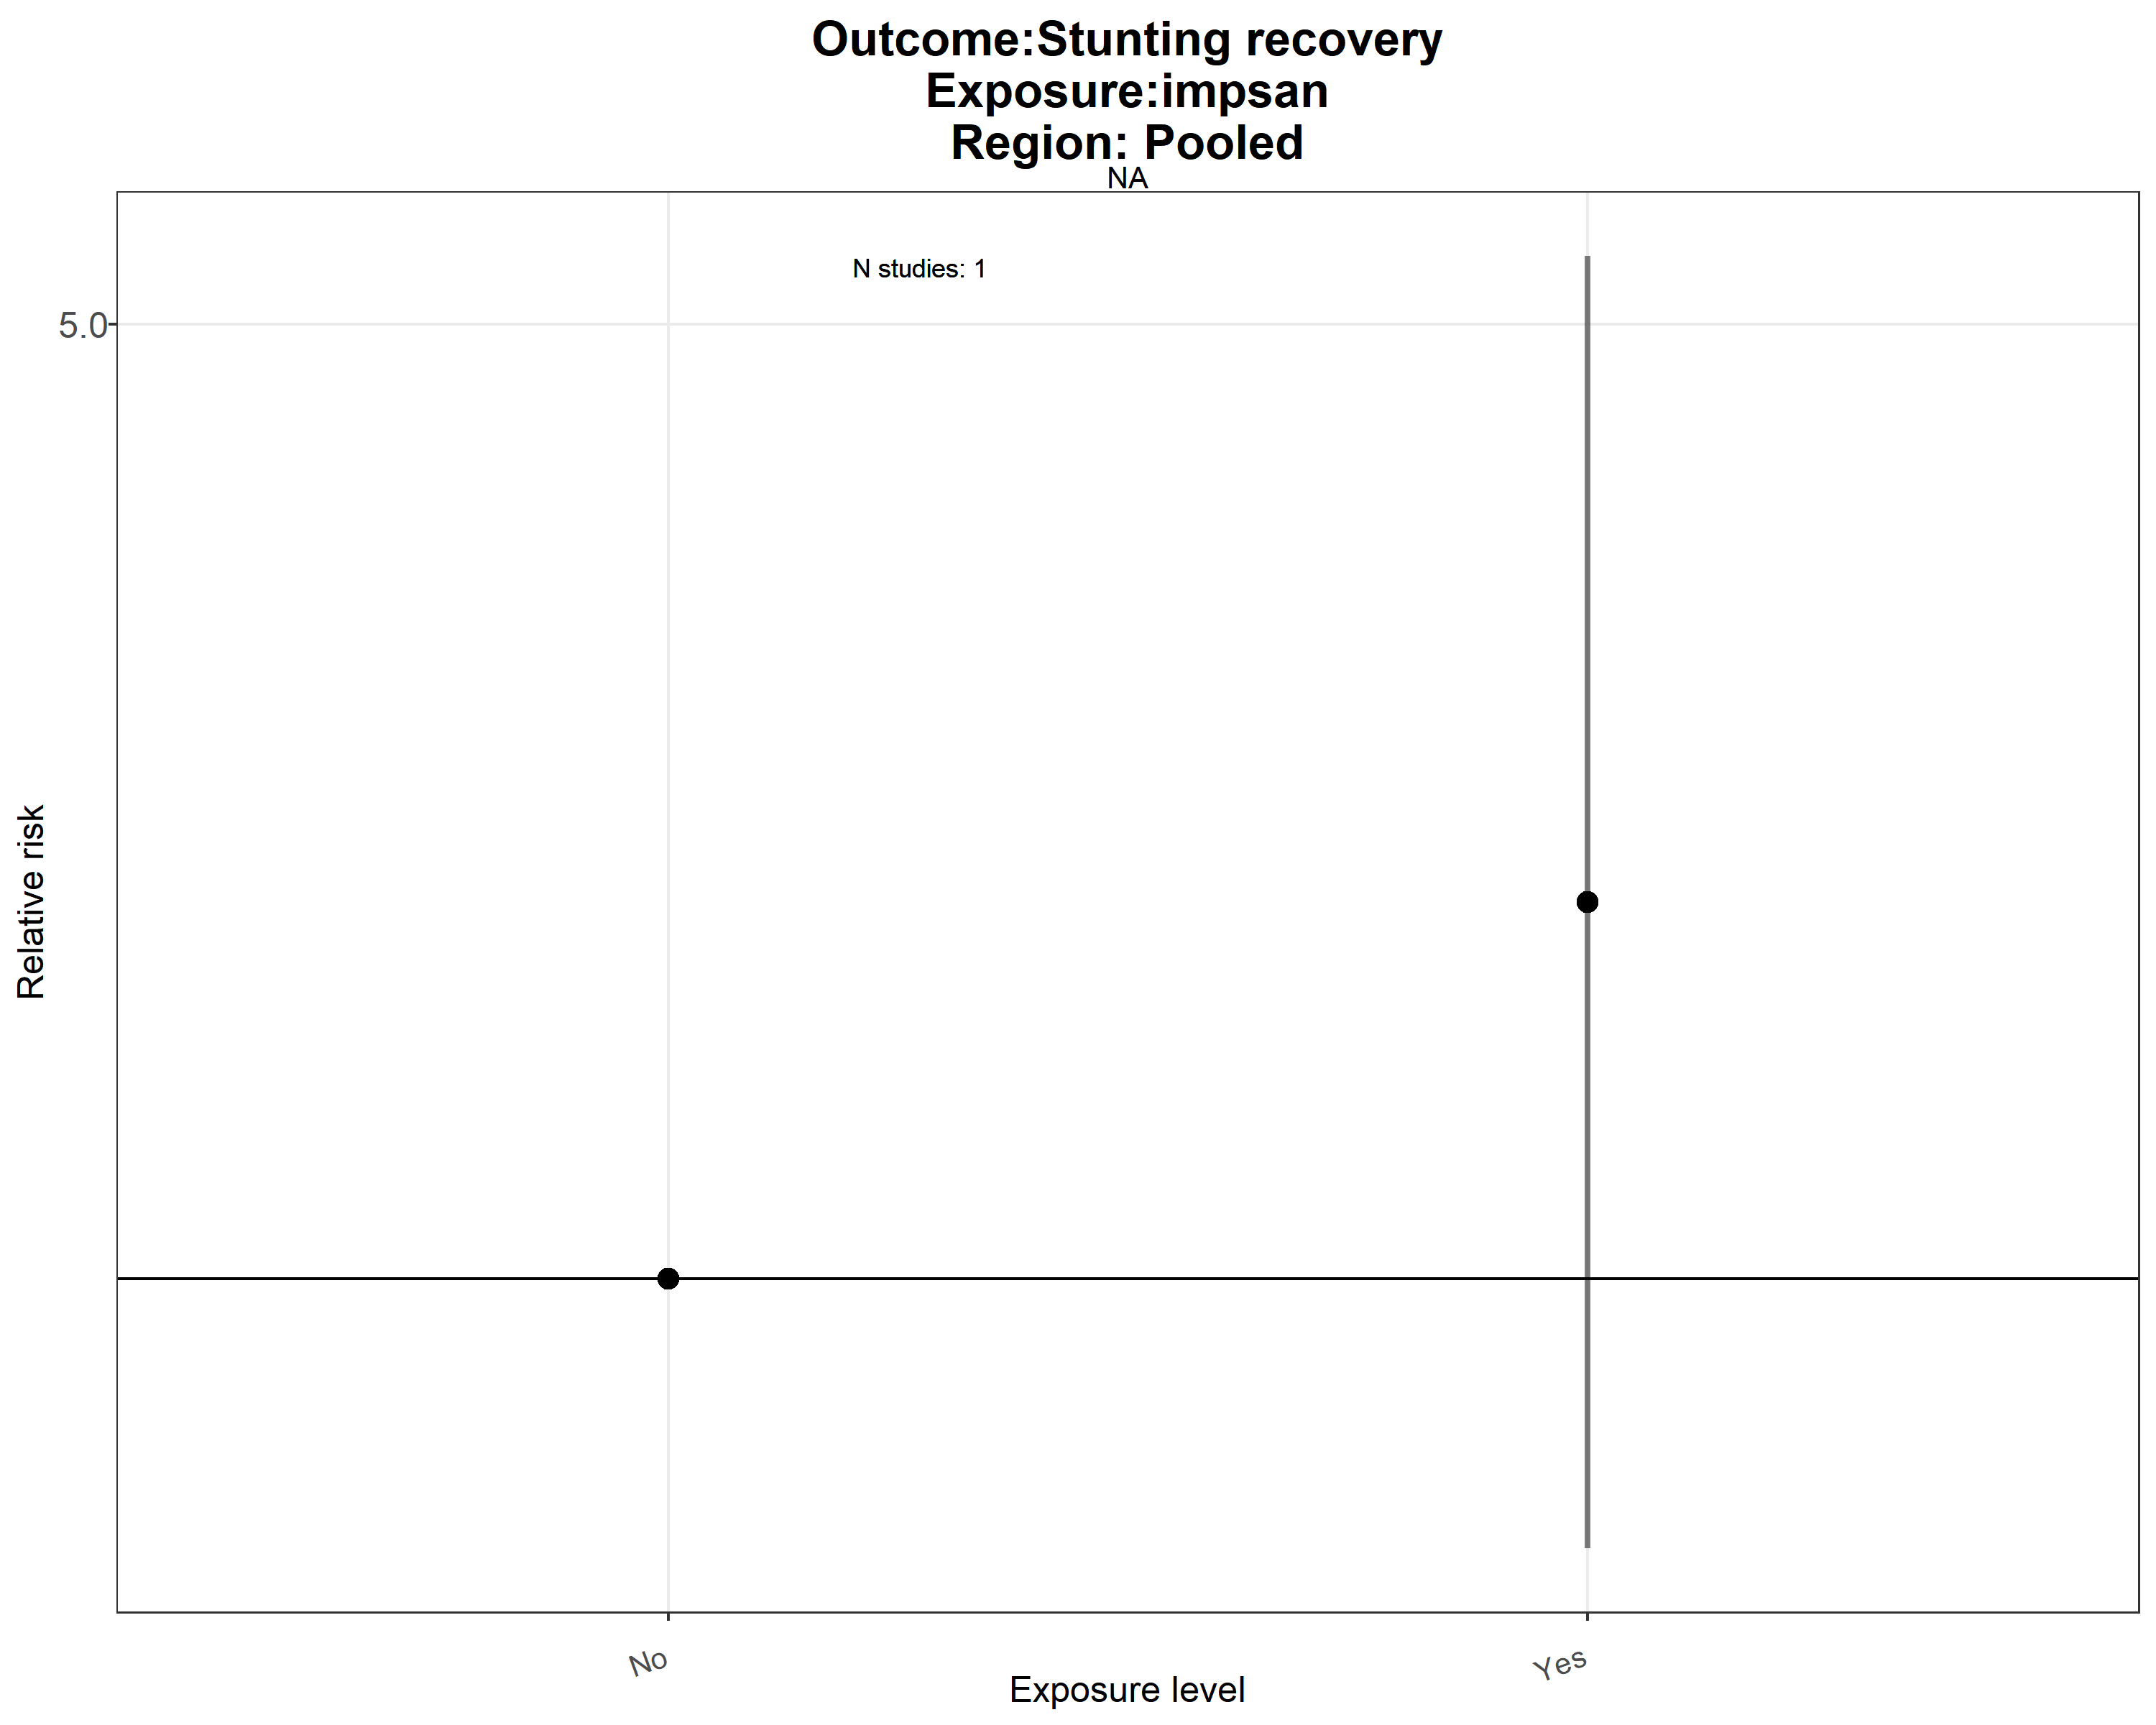 Outcome:Stunting recovery
Exposure:impsan
Region: Pooled
NA
N studies: 1
5.0
Relative risk
No
Yes
Exposure level